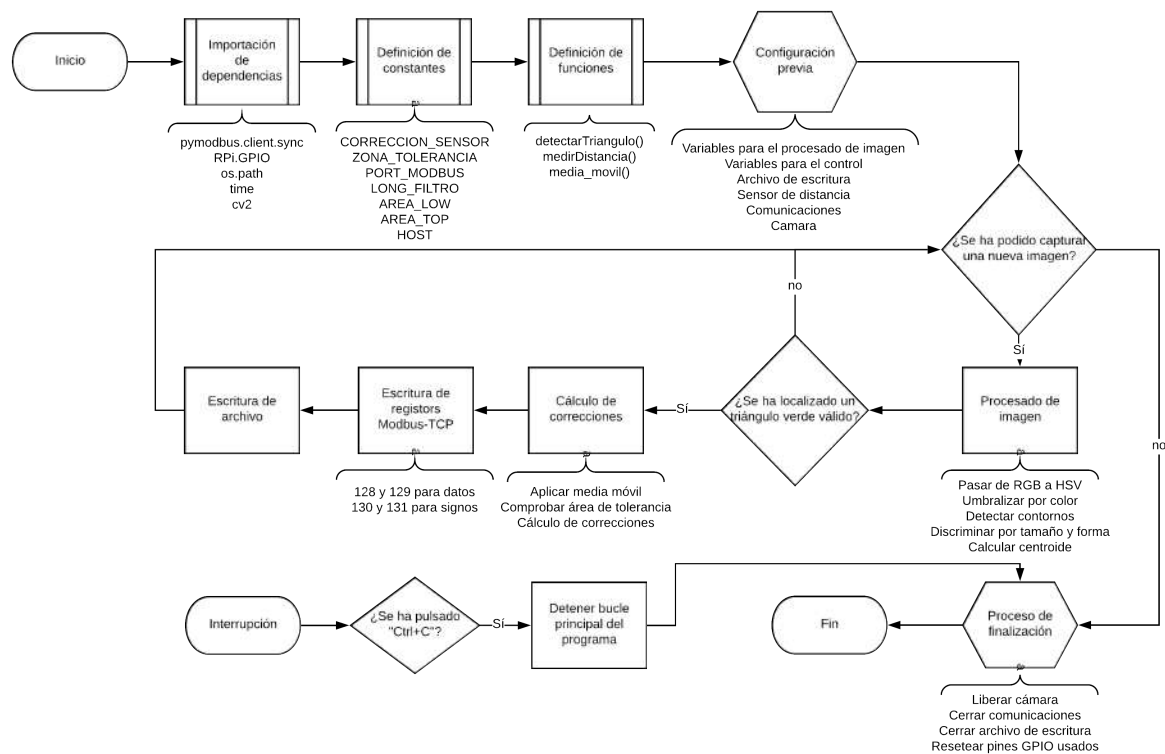 Inicio
Importación
de
dependencias
pymodbus.client.sync
RPi.GPIO
os.path
time
cv2
Definición de
constantes
a
CORRECCION_SENSOR
ZONA_TOLERANCIA
PORT_MODBUS
LONG_FILTRO
AREA_LOW
AREA_TOP
HOST
Definición de
funciones
detectarTriangulo()
medirDistancia()
media_movil()
Configuración
previa
Variables para el procesado de imagen
Variables para el control
Archivo de escritura
Sensor de distancia
Comunicaciones
Camara
¿Se ha podido capturar
una nueva imagen?
no
Sí
no
Procesado de
imagen
a
Pasar de RGB a HSV
Umbralizar por color
Detectar contornos
Discriminar por tamaño y forma
Calcular centroide
¿Se ha localizado un
triángulo verde válido?
Sí
Cálculo de
correcciones
a
Aplicar media móvil
Comprobar área de tolerancia
Cálculo de correcciones
Escritura de
registors
Modbus-TCP
a
128 y 129 para datos
130 y 131 para signos
Escritura de
archivo
Interrupción
¿Se ha pulsado
"Ctrl+C"?
Sí
Detener bucle
principal del
programa
Proceso de
finalización
a
Liberar cámara
Cerrar comunicaciones
Cerrar archivo de escritura
Resetear pines GPIO usados
Fin